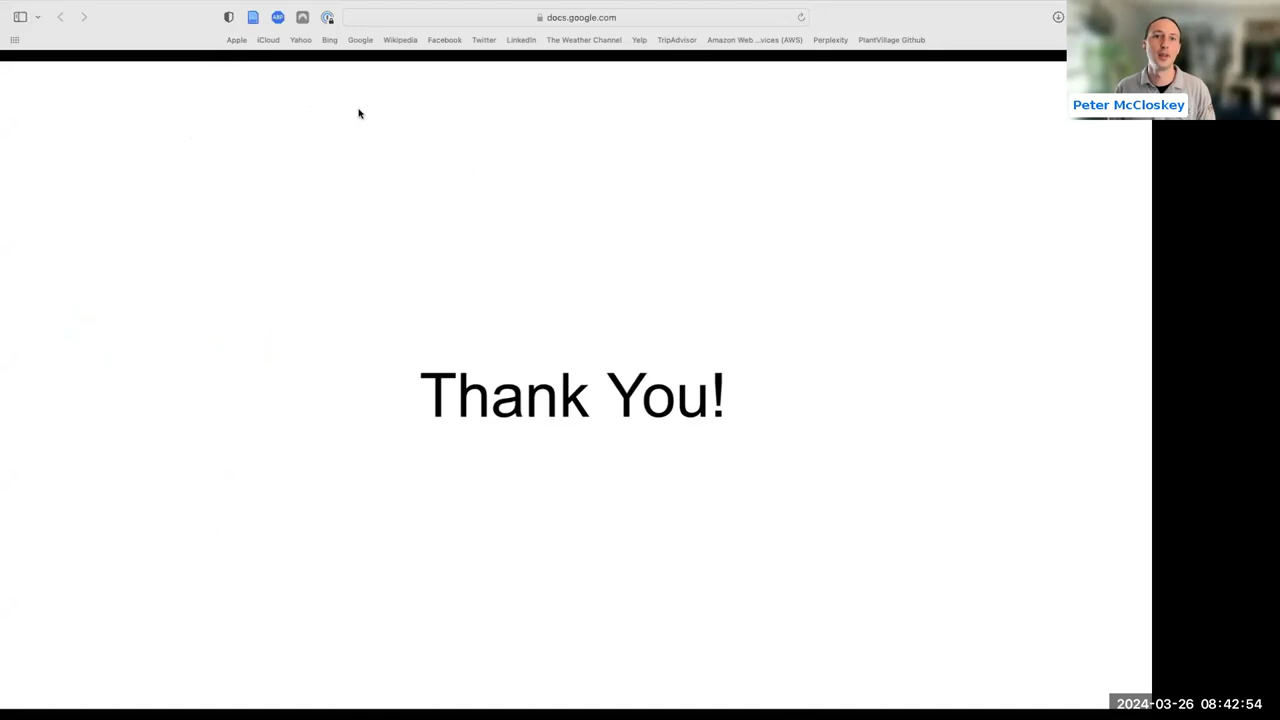 docs.google.com
Apple iCloud Yahoo Bing Google Wikipedia Facebook Twitter LinkedIn The Weather Channel Yelp TripAdvisor Amazon Web ...vices (AWS) Perplexity PlantVillage Github
Peter McCloskey
Thank You!
2024-03-26 08:42:54